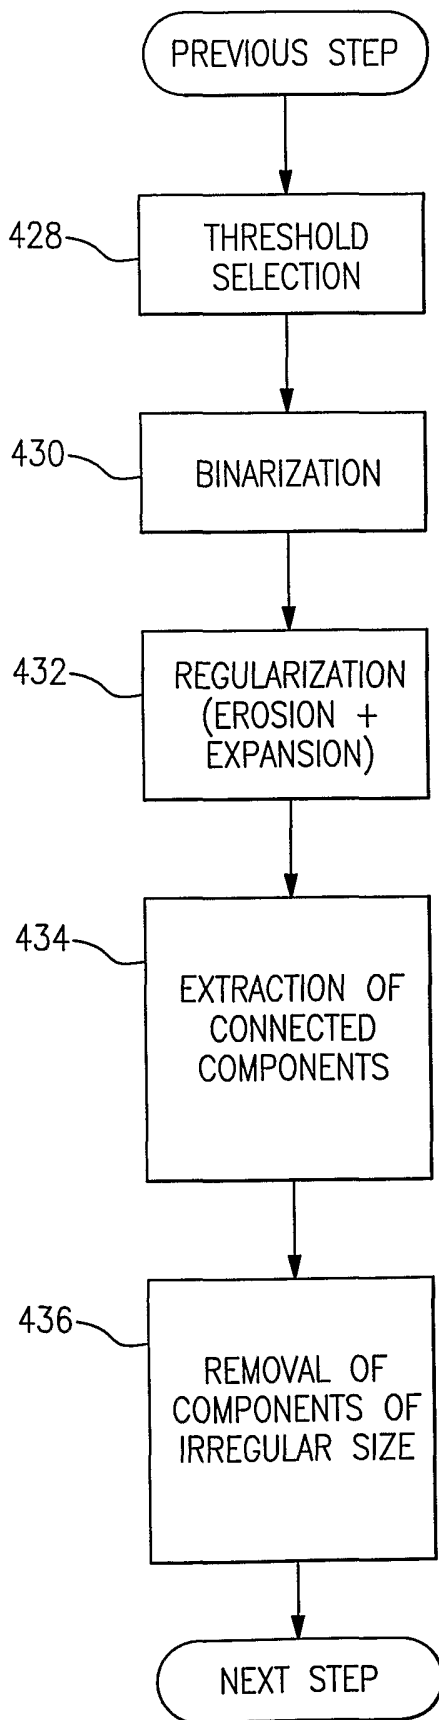 PREVIOUS STEP
428
THRESHOLD
SELECTION
430
BINARIZATION
432
REGULARIZATION
(EROSION +
EXPANSION)
434
EXTRACTION OF
CONNECTED
COMPONENTS
436
REMOVAL OF
COMPONENTS OF
IRREGULAR SIZE
NEXT STEP